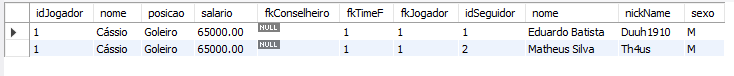 idJogador nome posicao salario fkConselheiro fkTimeF fkJogador idSeguidor nome nickName sexo
1 Cássio Goleiro 65000.00 NULL 1 1 1 Eduardo Batista Duuh1910 M
1 Cássio Goleiro 65000.00 NULL 1 1 2 Matheus Silva Th4us M